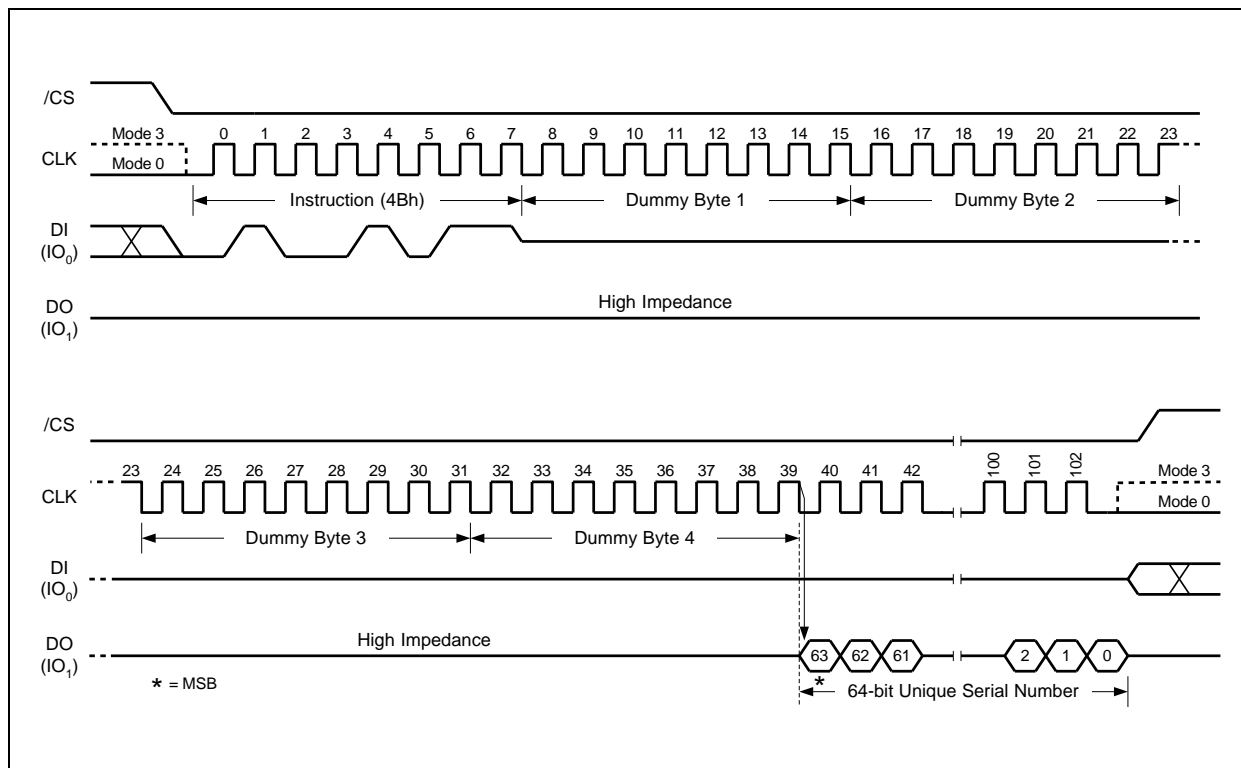 /CS
Mode 3
0 1 2 3 4 5 6 7 8 9 10 11 12 13 14 15 16 17 18 19 20 21 22 23
CLK
Mode 0
Instruction (4Bh) Dummy Byte 1 Dummy Byte 2
DI
(IO0)
High Impedance
DO
(IO1)
/CS
23 24 25 26 27 28 29 30 31 32 33 34 35 36 37 38 39 40 41 42 100 101 102
Mode 3
CLK
Mode 0
Dummy Byte 3 Dummy Byte 4
DI
(IO0)
High Impedance
DO
(IO1)
63 62 61 2 1 0
* = MSB
*
64-bit Unique Serial Number